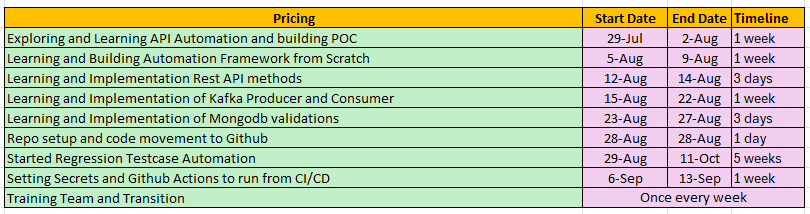 Pricing Start Date End Date Timeline
Exploring and Learning API Automation and building POC 29-Jul 2-Aug 1 week
Learning and Building Automation Framework from Scratch 5-Aug 9-Aug 1 week
Learning and Implementation Rest API methods 12-Aug 14-Aug 3 days
Learning and Implementation of Kafka Producer and Consumer 15-Aug 22-Aug 1 week
Learning and Implementation of Mongodb validations 23-Aug 27-Aug 3 days
Repo setup and code movement to Github 28-Aug 28-Aug 1 day
Started Regression Testcase Automation 29-Aug 11-Oct 5 weeks
Setting Secrets and Github Actions to run from CI/CD 6-Sep 13-Sep 1 week
Training Team and Transition Once every week